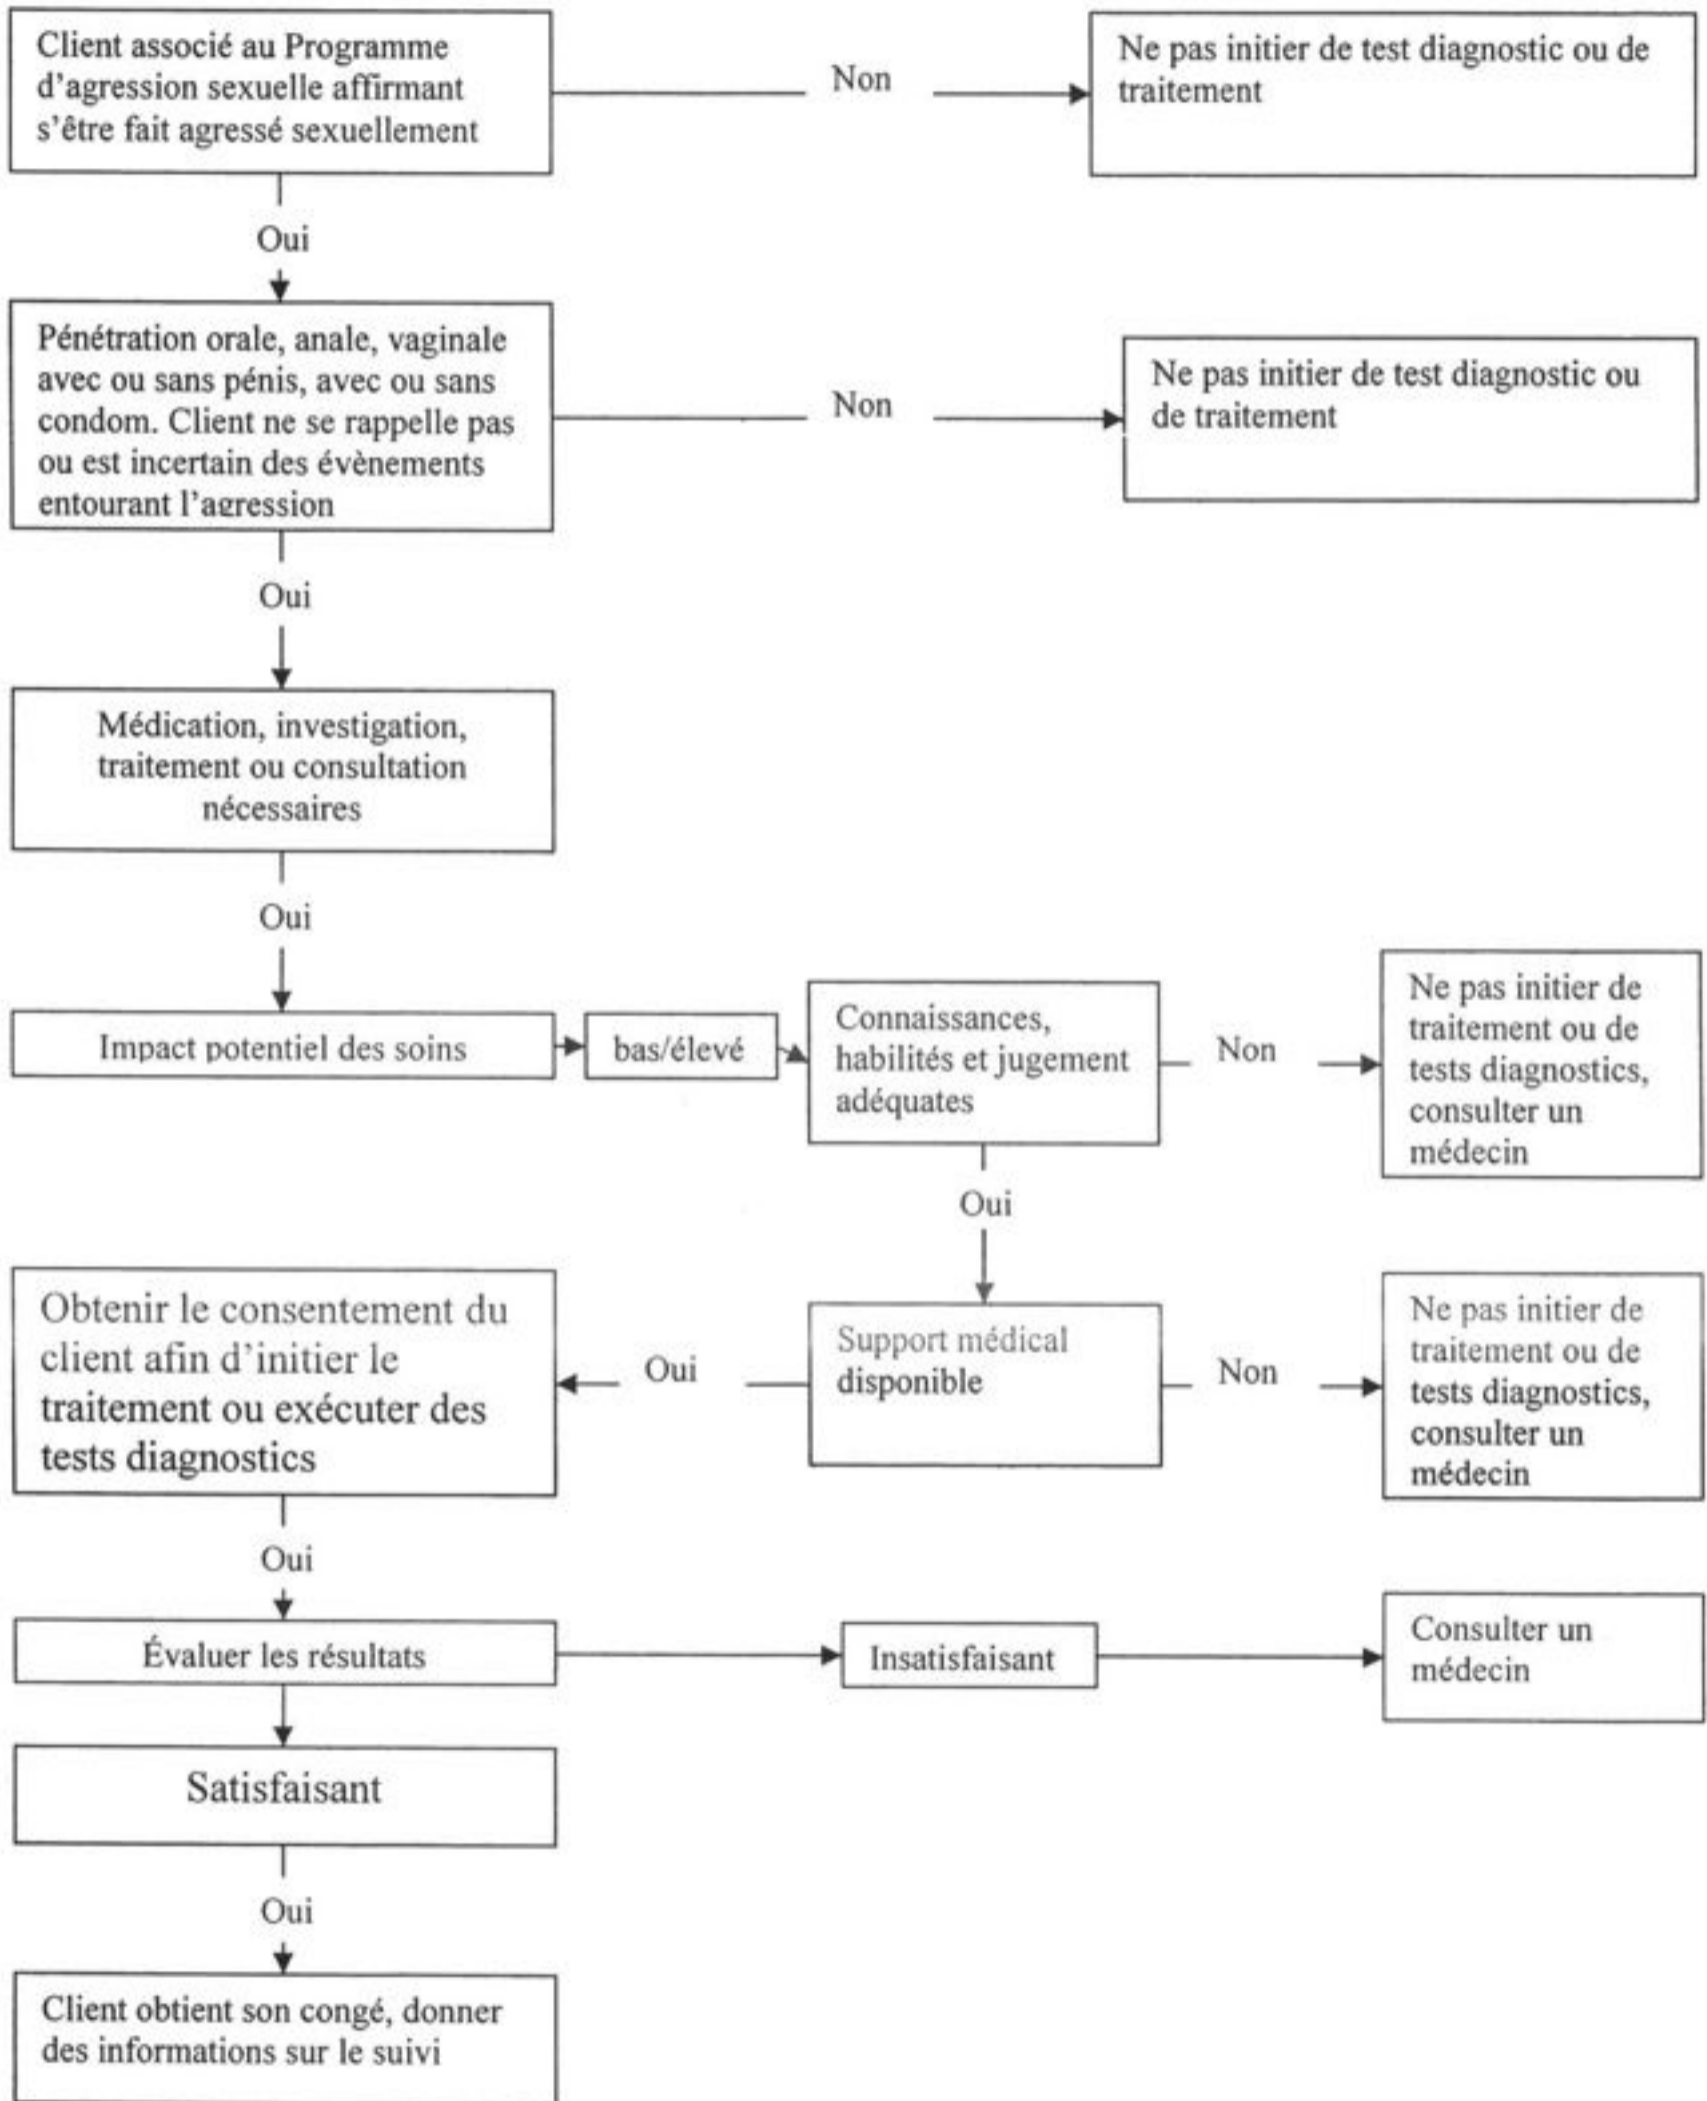 Client associé au Programme
d'agression sexuelle affirmant
s'être fait agressé sexuellement
Non
Ne pas initier de test diagnostic ou de
traitement
Oui
Pénétration orale, anale, vaginale
avec ou sans pénis, avec ou sans
condom. Client ne se rappelle pas
ou est incertain des évènements
entourant l'agression
Non
Ne pas initier de test diagnostic ou
de traitement
Oui
Médication, investigation,
traitement ou consultation
nécessaires
Oui
Impact potentiel des soins
bas/élevé
Connaissances,
habilités et jugement
adéquates
Non
Ne pas initier de
traitement ou de
tests diagnostics,
consulter un
médecin
Oui
Support médical
disponible
Non
Ne pas initier de
traitement ou de
tests diagnostics,
consulter un
médecin
Oui
Obtenir le consentement du
client afin d'initier le
traitement ou exécuter des
tests diagnostics
Oui
Évaluer les résultats
Insatisfaisant
Consulter un
médecin
Satisfaisant
Oui
Client obtient son congé, donner
des informations sur le suivi